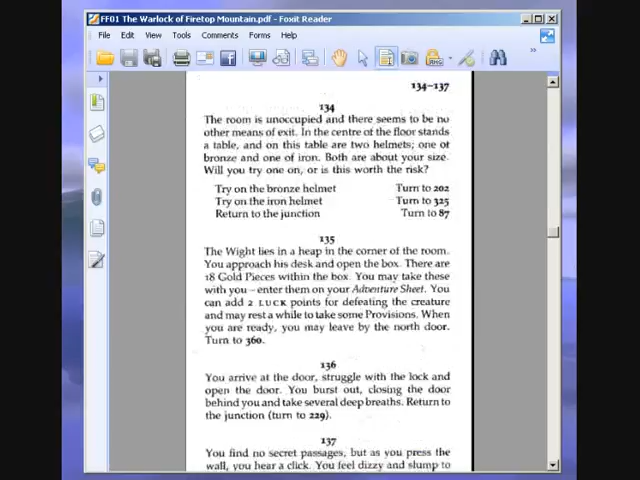 FF01 The Warlock of Firetop Mountain.pdf - Foxit Reader
File Edit View Tools Comments Forms Help
134–137
134
The room is unoccupied and there seems to be no
other means of exit. In the centre of the floor stands
a table, and on this table are two helmets; one of
bronze and one of iron. Both are about your size.
Will you try one on, or is this worth the risk?
Try on the bronze helmet Turn to 202
Try on the iron helmet Turn to 325
Return to the junction Turn to 87
135
The Wight lies in a heap in the corner of the room.
You approach his desk and open the box. There are
18 Gold Pieces within the box. You may take these
with you – enter them on your Adventure Sheet. You
can add 2 LUCK points for defeating the creature
and may rest a while to take some Provisions. When
you are ready, you may leave by the north door.
Turn to 360.
136
You arrive at the door, struggle with the lock and
open the door. You burst out, closing the door
behind you and take several deep breaths. Return to
the junction (turn to 229).
137
You find no secret passages, but as you press the
wall, you hear a click. You feel dizzy and slump to